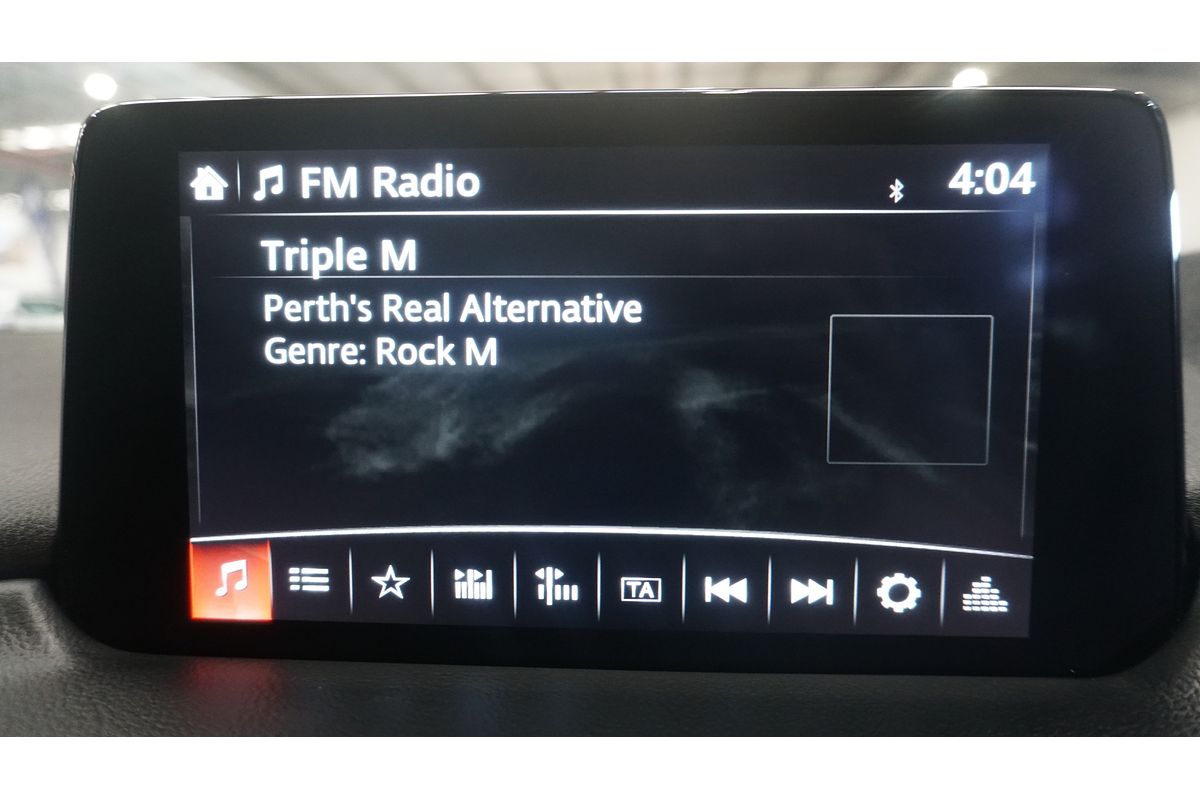 FM Radio 4:04
Triple M
Perth's Real Alternative
Genre: Rock M
TA